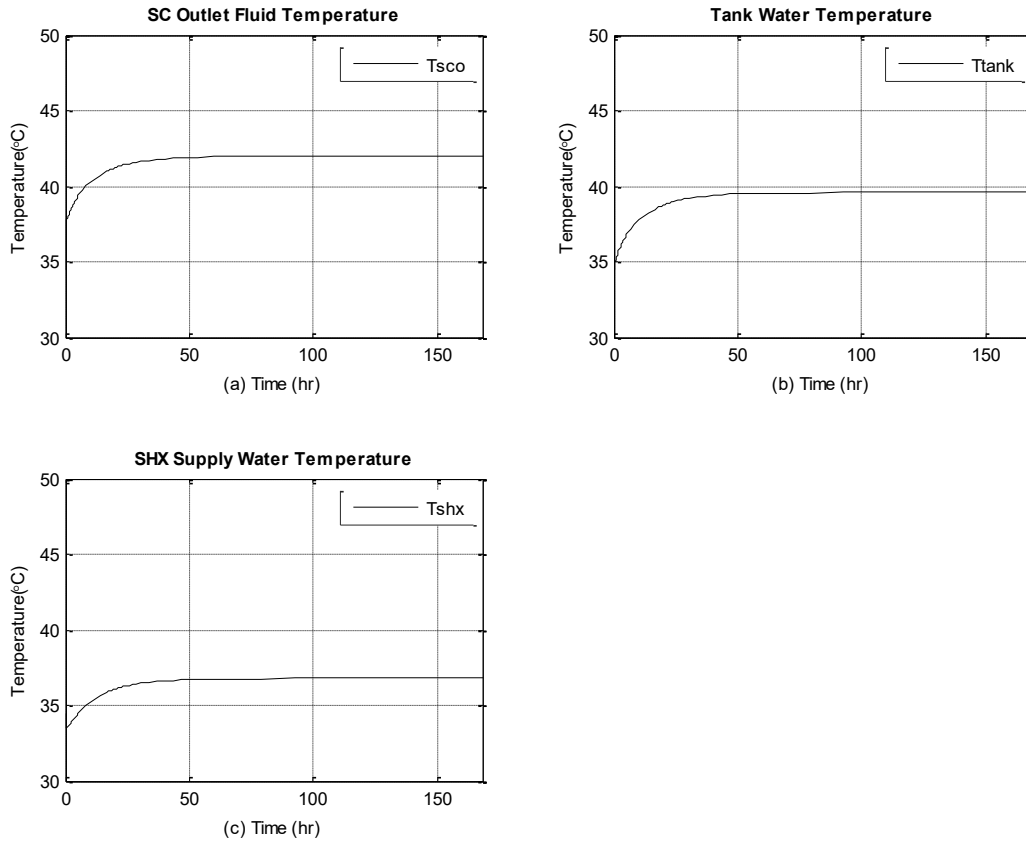 SC Outlet Fluid Temperature
Temperature(°C)
50
45
40
35
30
Tsco
0 50 100 150
(a) Time (hr)
Tank Water Temperature
Temperature(°C)
50
45
40
35
30
Ttank
0 50 100 150
(b) Time (hr)
SHX Supply Water Temperature
Temperature(°C)
50
45
40
35
30
Tshx
0 50 100 150
(c) Time (hr)